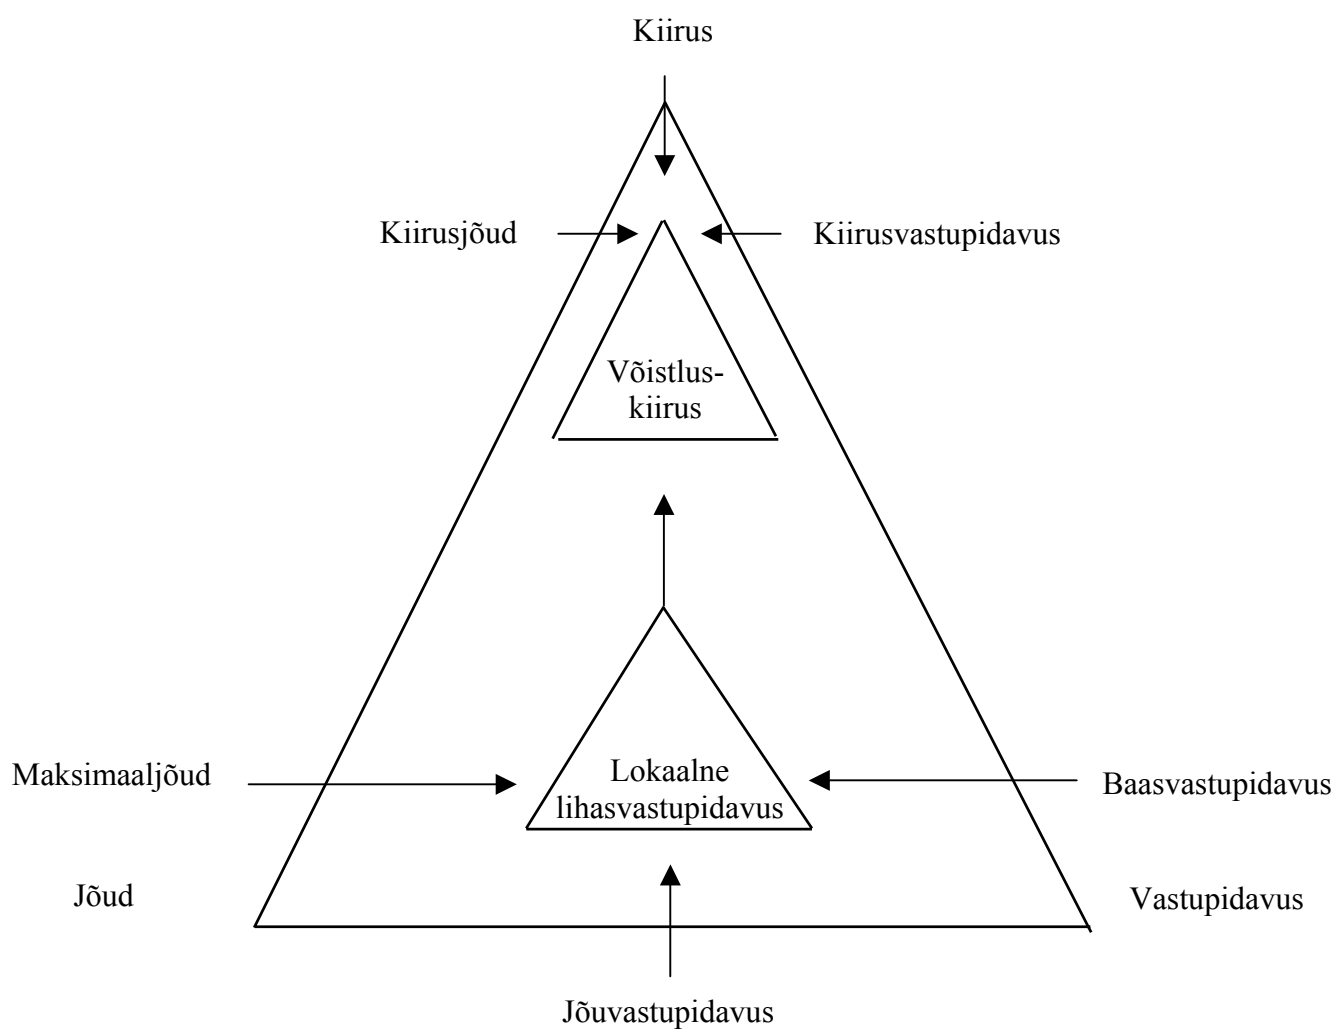 Kiirus
Kiirusjõud
Kiirusvastupidavus
Võistlus-
kiirus
Maksimaaljõud
Lokaalne
lihasvastupidavus
Baasvastupidavus
Jõud
Vastupidavus
Jõuvastupidavus